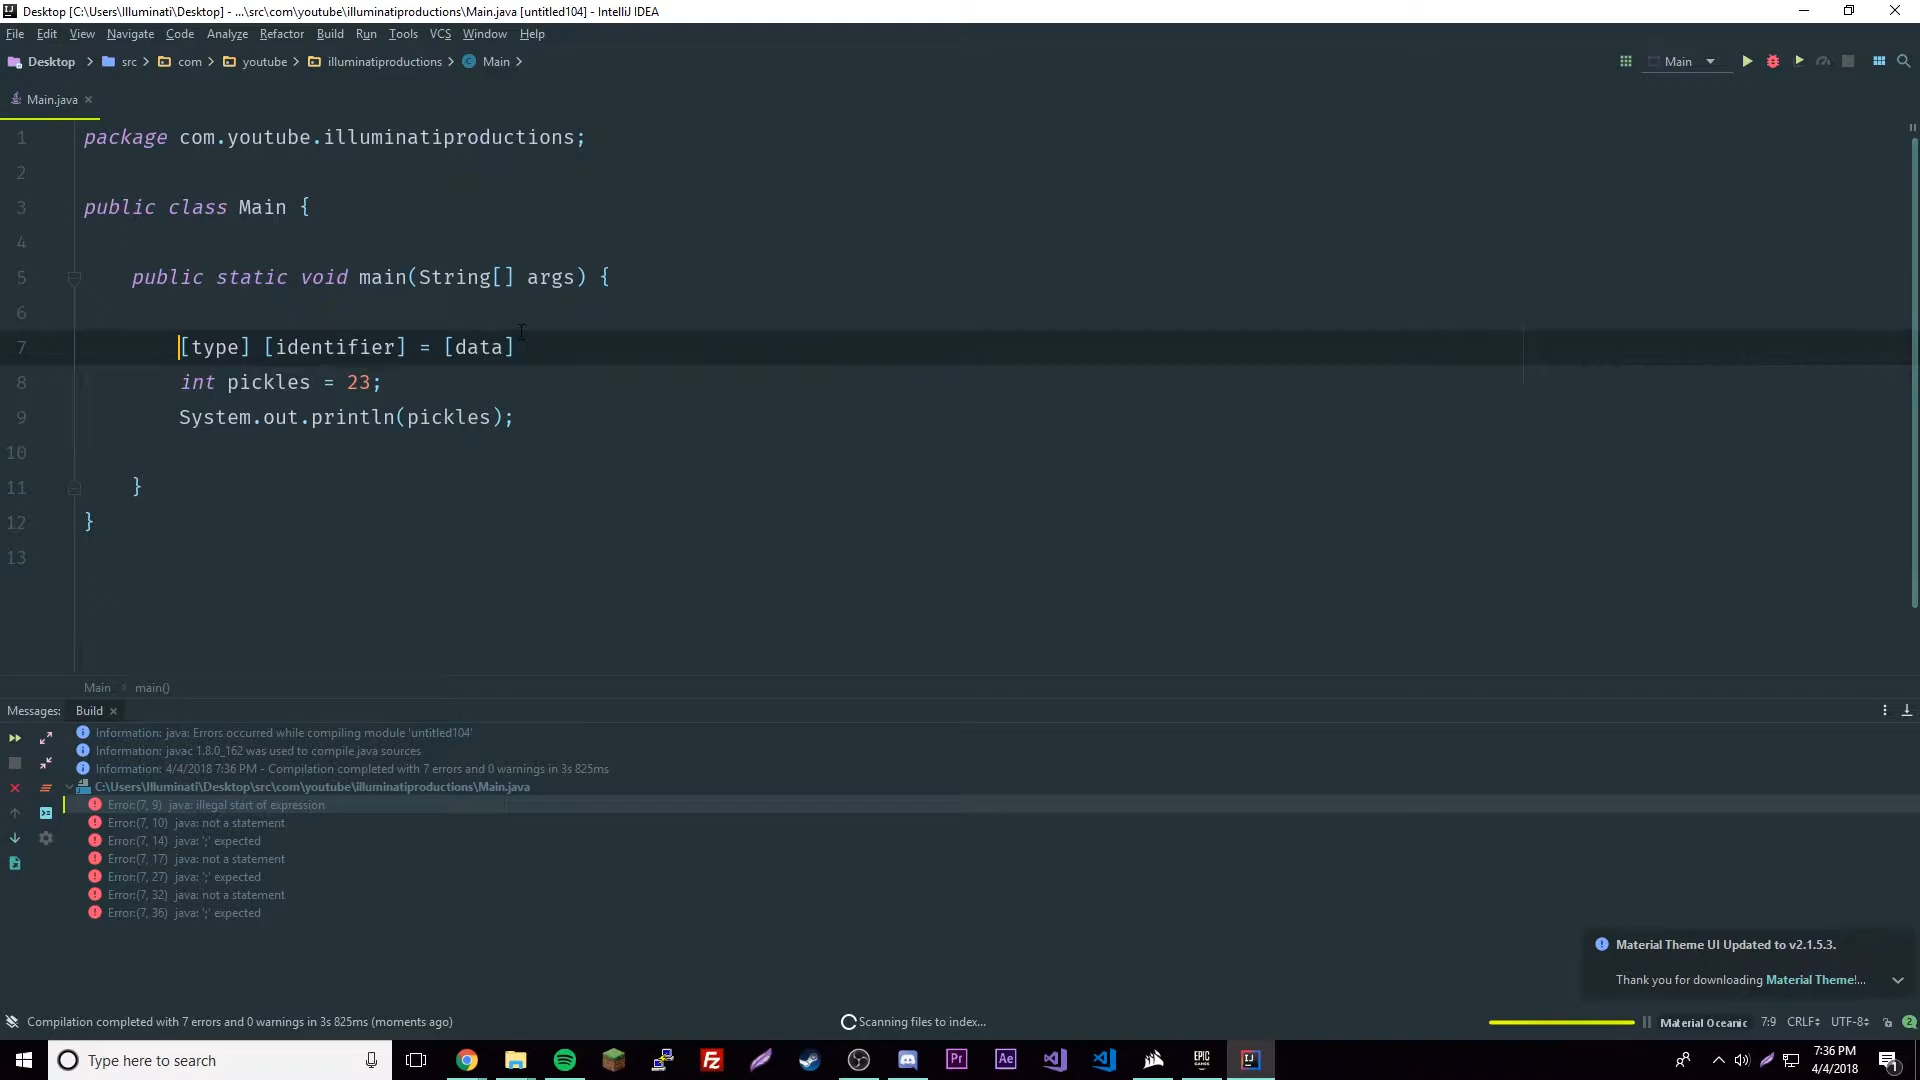 Desktop [C:\Users\Illuminati\Desktop] - ...\src\com\youtube\illuminatiproductions\Main.java [untitled104] - IntelliJ IDEA
File Edit View Navigate Code Analyze Refactor Build Run Tools VCS Window Help
Desktop src com youtube illuminatiproductions Main
Main
Main.java
1 package com.youtube.illuminatiproductions;
2
3 public class Main {
4
5 public static void main(String[] args) {
6
7 [type] [identifier] = [data]
8 int pickles = 23;
9 System.out.println(pickles);
10
11 }
12 }
13
Main main()
Messages: Build
Information: java: Errors occurred while compiling module 'untitled104'
Information: javac 1.8.0_162 was used to compile java sources
Information: 4/4/2018 7:36 PM - Compilation completed with 7 errors and 0 warnings in 3s 825ms
C:\Users\Illuminati\Desktop\src\com\youtube\illuminatiproductions\Main.java
Error:(7, 9) java: illegal start of expression
Error:(7, 10) java: not a statement
Error:(7, 14) java: ';' expected
Error:(7, 17) java: not a statement
Error:(7, 27) java: ';' expected
Error:(7, 32) java: not a statement
Error:(7, 36) java: ';' expected
Material Theme UI Updated to v2.1.5.3.
Thank you for downloading Material Theme!...
Compilation completed with 7 errors and 0 warnings in 3s 825ms (moments ago)
Scanning files to index...
Material Oceanic 7:9 CRLF UTF-8 2
Type here to search
Pr Ae EPIC GAMES IJ
7:36 PM
4/4/2018
1